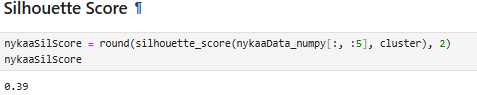 Silhouette Score ¶
nykaaSilScore = round(silhouette_score(nykaaData_numpy[:, :5], cluster), 2)
nykaaSilScore
0.39